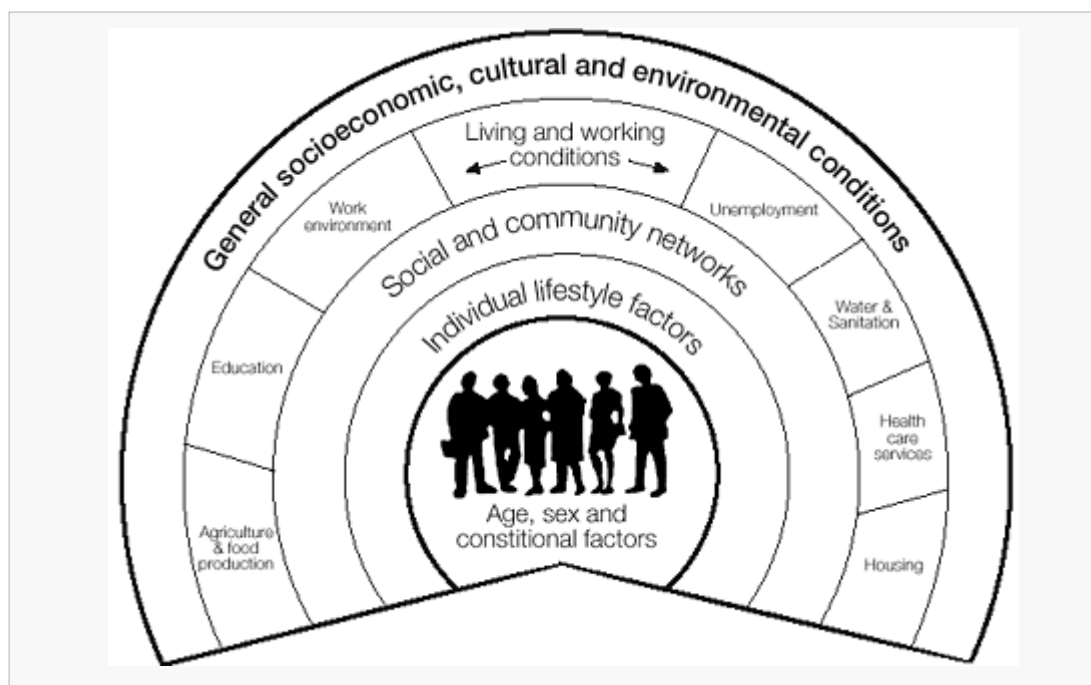 General socioeconomic, cultural and environmental conditions
Living and working
conditions
Work
environment
Unemployment
Social and community networks
Water &
Sanitation
Individual lifestyle factors
Education
Health
care
services
Agriculture
& food
production
Age, sex and
constitional factors
Housing